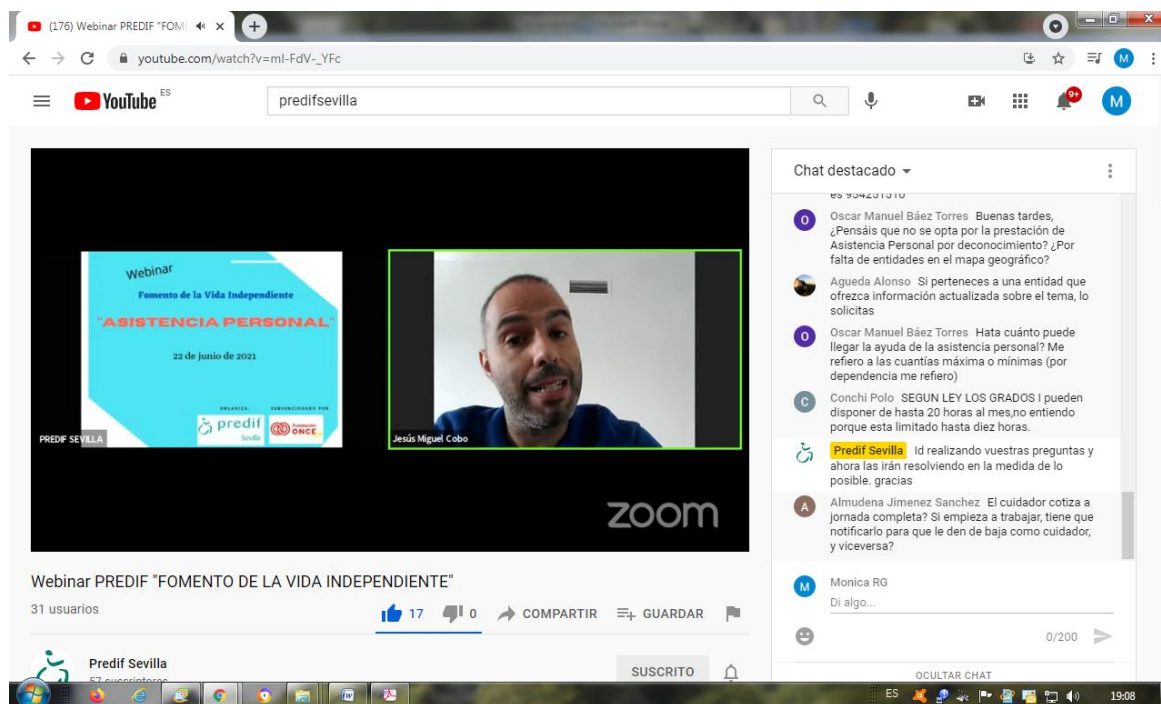 (176) Webinar PREDIF "FOM
youtube.com/watch?v=ml-FdV-_YFc
M
YouTube ES
predifsevilla
9+
M
Webinar
Fomento de la Vida Independiente
"ASISTENCIA PERSONAL"
22 de junio de 2021
ORGANIZA:
SUBVENCIONADO POR:
predif
Sevilla
Fundación
ONCE
PREDIF SEVILLA
Jesús Miguel Cobo
zoom
Webinar PREDIF "FOMENTO DE LA VIDA INDEPENDIENTE"
31 usuarios
17
0
COMPARTIR
GUARDAR
Predif Sevilla
57 suscriptores
SUSCRITO
Chat destacado
es 954251510
O
Oscar Manuel Báez Torres Buenas tardes,
¿Pensáis que no se opta por la prestación de
Asistencia Personal por deconocimiento? ¿Por
falta de entidades en el mapa geográfico?
Agueda Alonso Si perteneces a una entidad que
ofrezca información actualizada sobre el tema, lo
solicitas
O
Oscar Manuel Báez Torres Hata cuánto puede
llegar la ayuda de la asistencia personal? Me
refiero a las cuantías máxima o mínimas (por
dependencia me refiero)
C
Conchi Polo SEGUN LEY LOS GRADOS I pueden
disponer de hasta 20 horas al mes,no entiendo
porque esta limitado hasta diez horas.
Predif Sevilla Id realizando vuestras preguntas y
ahora las irán resolviendo en la medida de lo
posible. gracias
A
Almudena Jimenez Sanchez El cuidador cotiza a
jornada completa? Si empieza a trabajar, tiene que
notificarlo para que le den de baja como cuidador,
y viceversa?
M
Monica RG
Di algo...
0/200
OCULTAR CHAT
ES
19:08